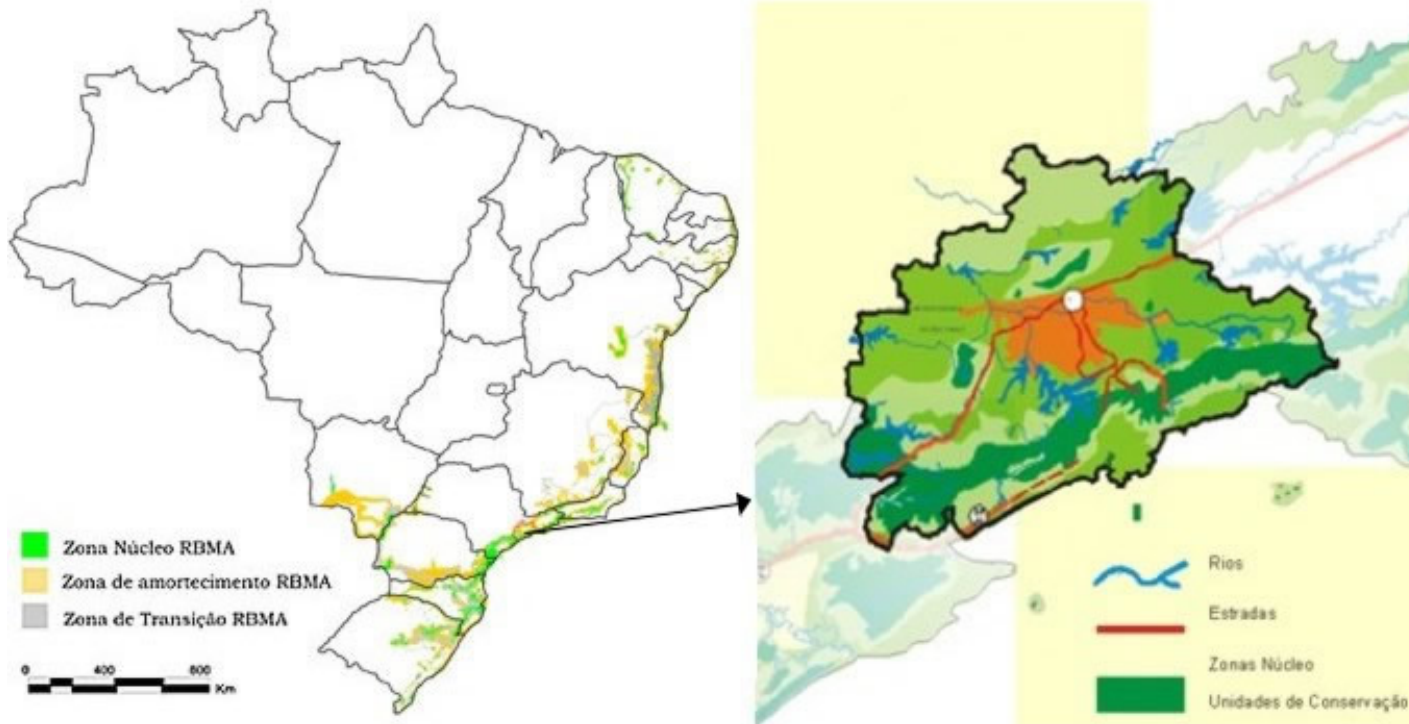 Zona Núcleo RBMA
Zona de amortecimento RBMA
Zona de Transição RBMA
0 400 800
Km
Rios
Estradas
Zonas Núcleo
Unidades de Conservação